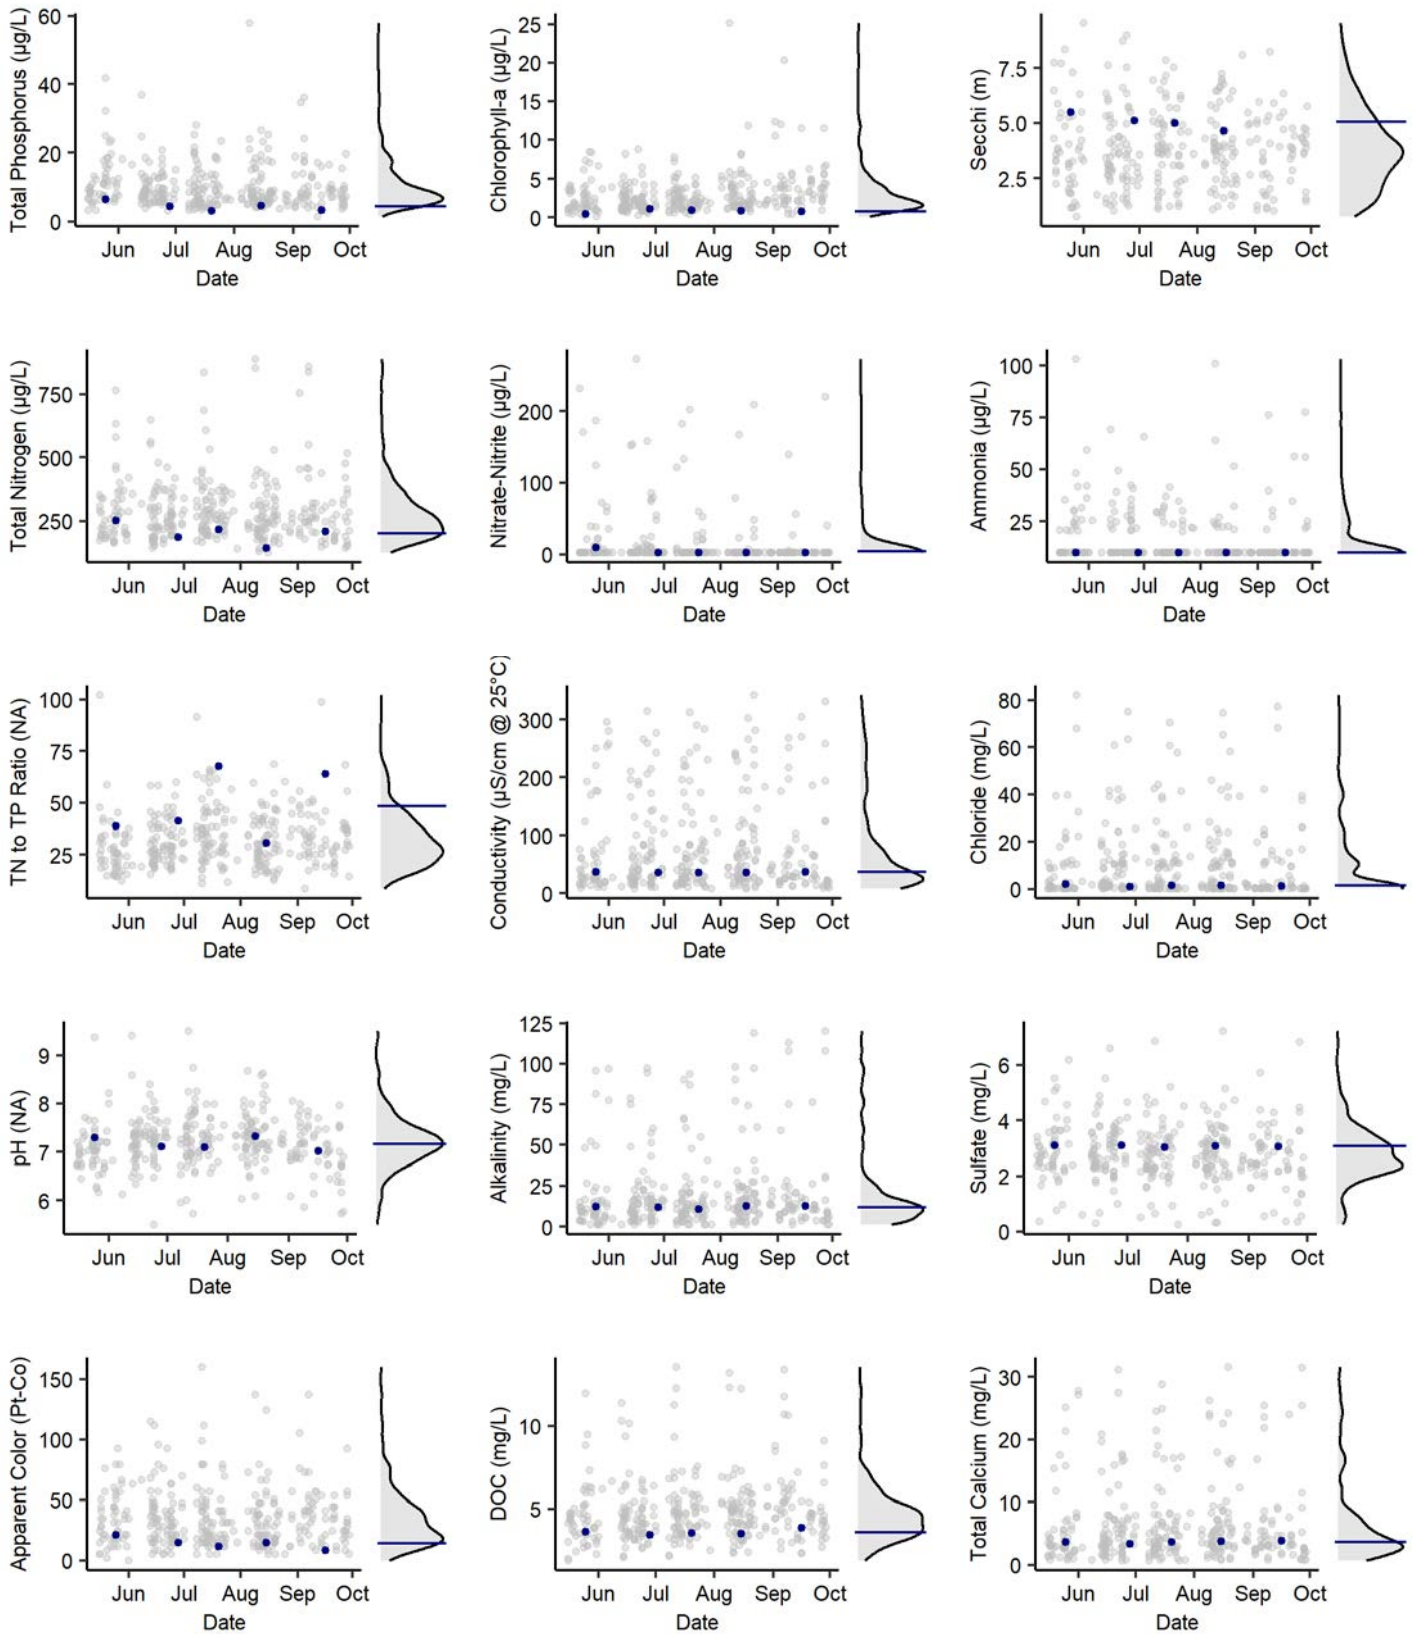 Total Phosphorus (µg/L)
60
40
20
0
Jun Jul Aug Sep Oct
Date
Chlorophyll-a (µg/L)
25
20
15
10
5
0
Jun Jul Aug Sep Oct
Date
Secchi (m)
7.5
5.0
2.5
Jun Jul Aug Sep Oct
Date
Total Nitrogen (µg/L)
750
500
250
Jun Jul Aug Sep Oct
Date
Nitrate-Nitrite (µg/L)
200
100
0
Jun Jul Aug Sep Oct
Date
Ammonia (µg/L)
100
75
50
25
Jun Jul Aug Sep Oct
Date
TN to TP Ratio (NA)
100
75
50
25
Jun Jul Aug Sep Oct
Date
Conductivity (µS/cm @ 25°C)
300
200
100
0
Jun Jul Aug Sep Oct
Date
Chloride (mg/L)
80
60
40
20
0
Jun Jul Aug Sep Oct
Date
pH (NA)
9
8
7
6
Jun Jul Aug Sep Oct
Date
Alkalinity (mg/L)
125
100
75
50
25
0
Jun Jul Aug Sep Oct
Date
Sulfate (mg/L)
6
4
2
0
Jun Jul Aug Sep Oct
Date
Apparent Color (Pt-Co)
150
100
50
0
Jun Jul Aug Sep Oct
Date
DOC (mg/L)
10
5
Jun Jul Aug Sep Oct
Date
Total Calcium (mg/L)
30
20
10
0
Jun Jul Aug Sep Oct
Date